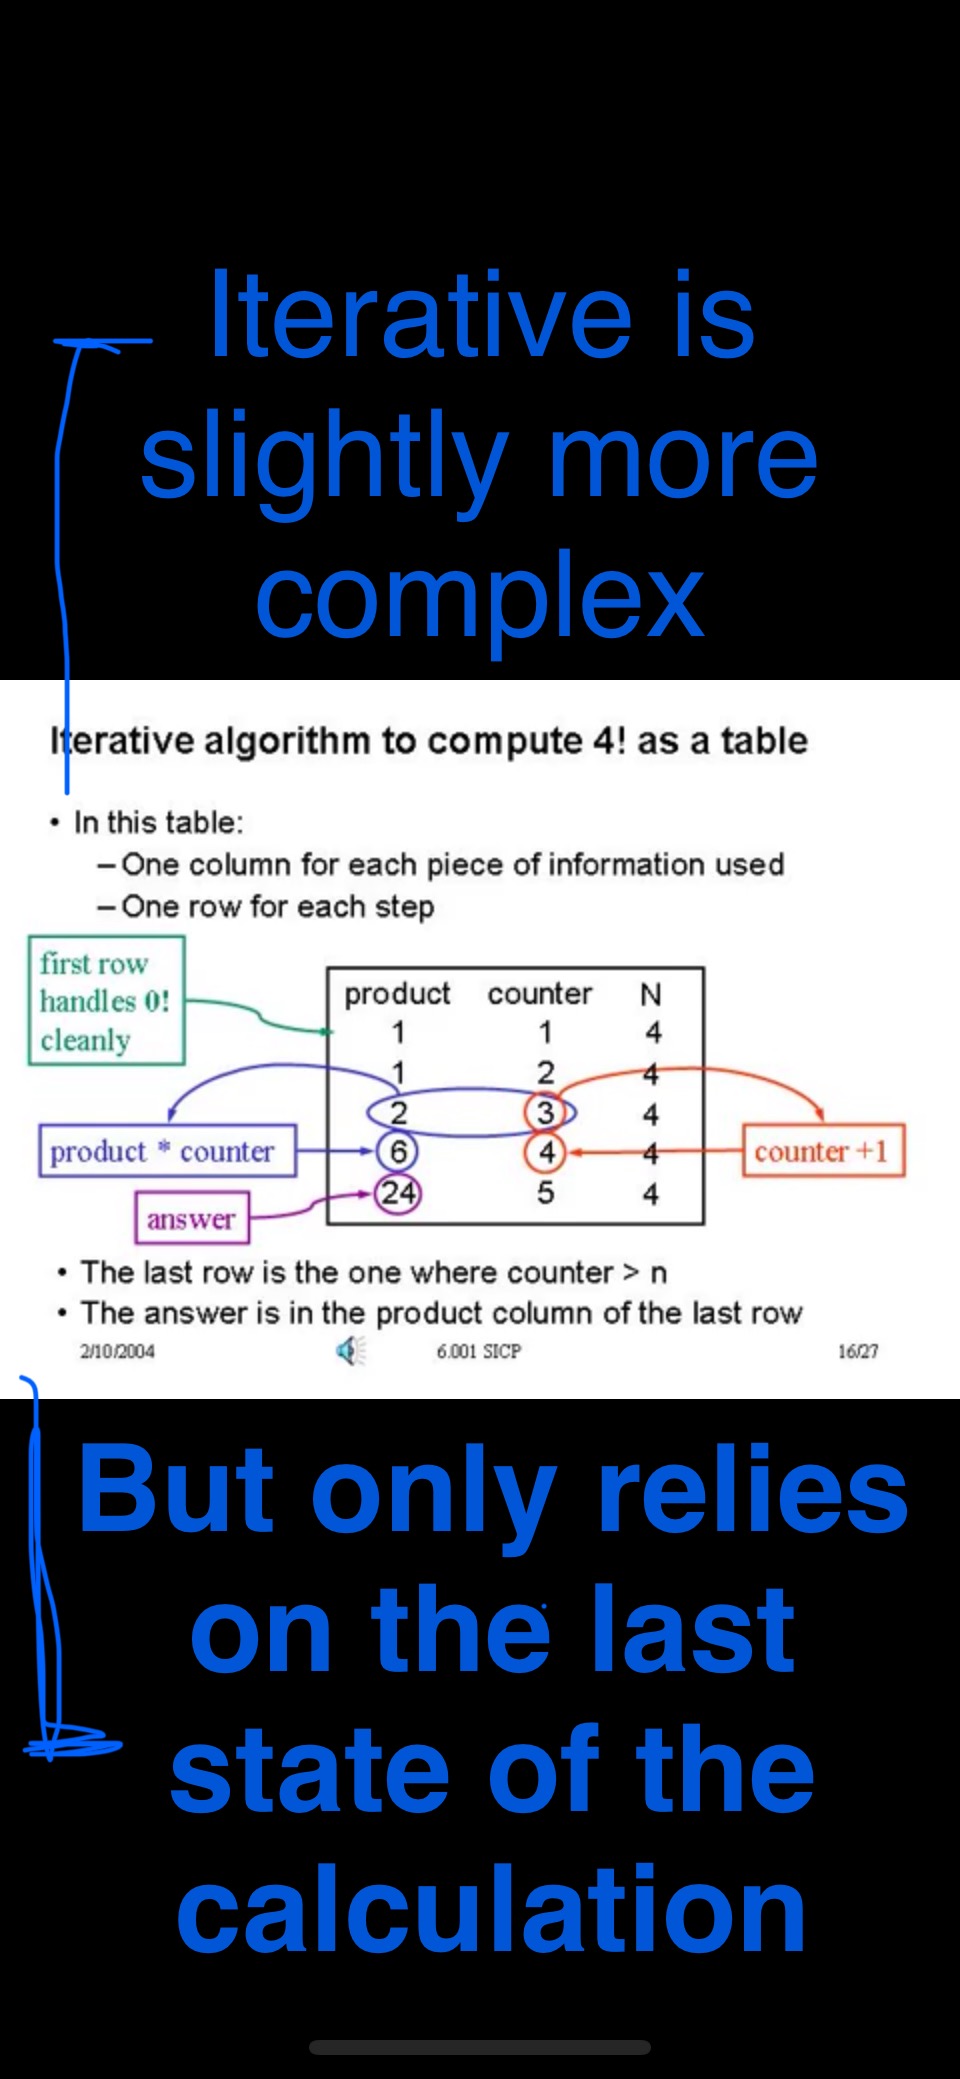 Iterative is
slightly more
complex
Iterative algorithm to compute 4! as a table
• In this table:
– One column for each piece of information used
– One row for each step
first row
handles 0!
cleanly
product counter N
1 1 4
1 2 4
2 3 4
product * counter 6 4 4 counter +1
24 5 4
answer
• The last row is the one where counter > n
• The answer is in the product column of the last row
2/10/2004 6.001 SICP 16/27
But only relies
on the last
state of the
calculation